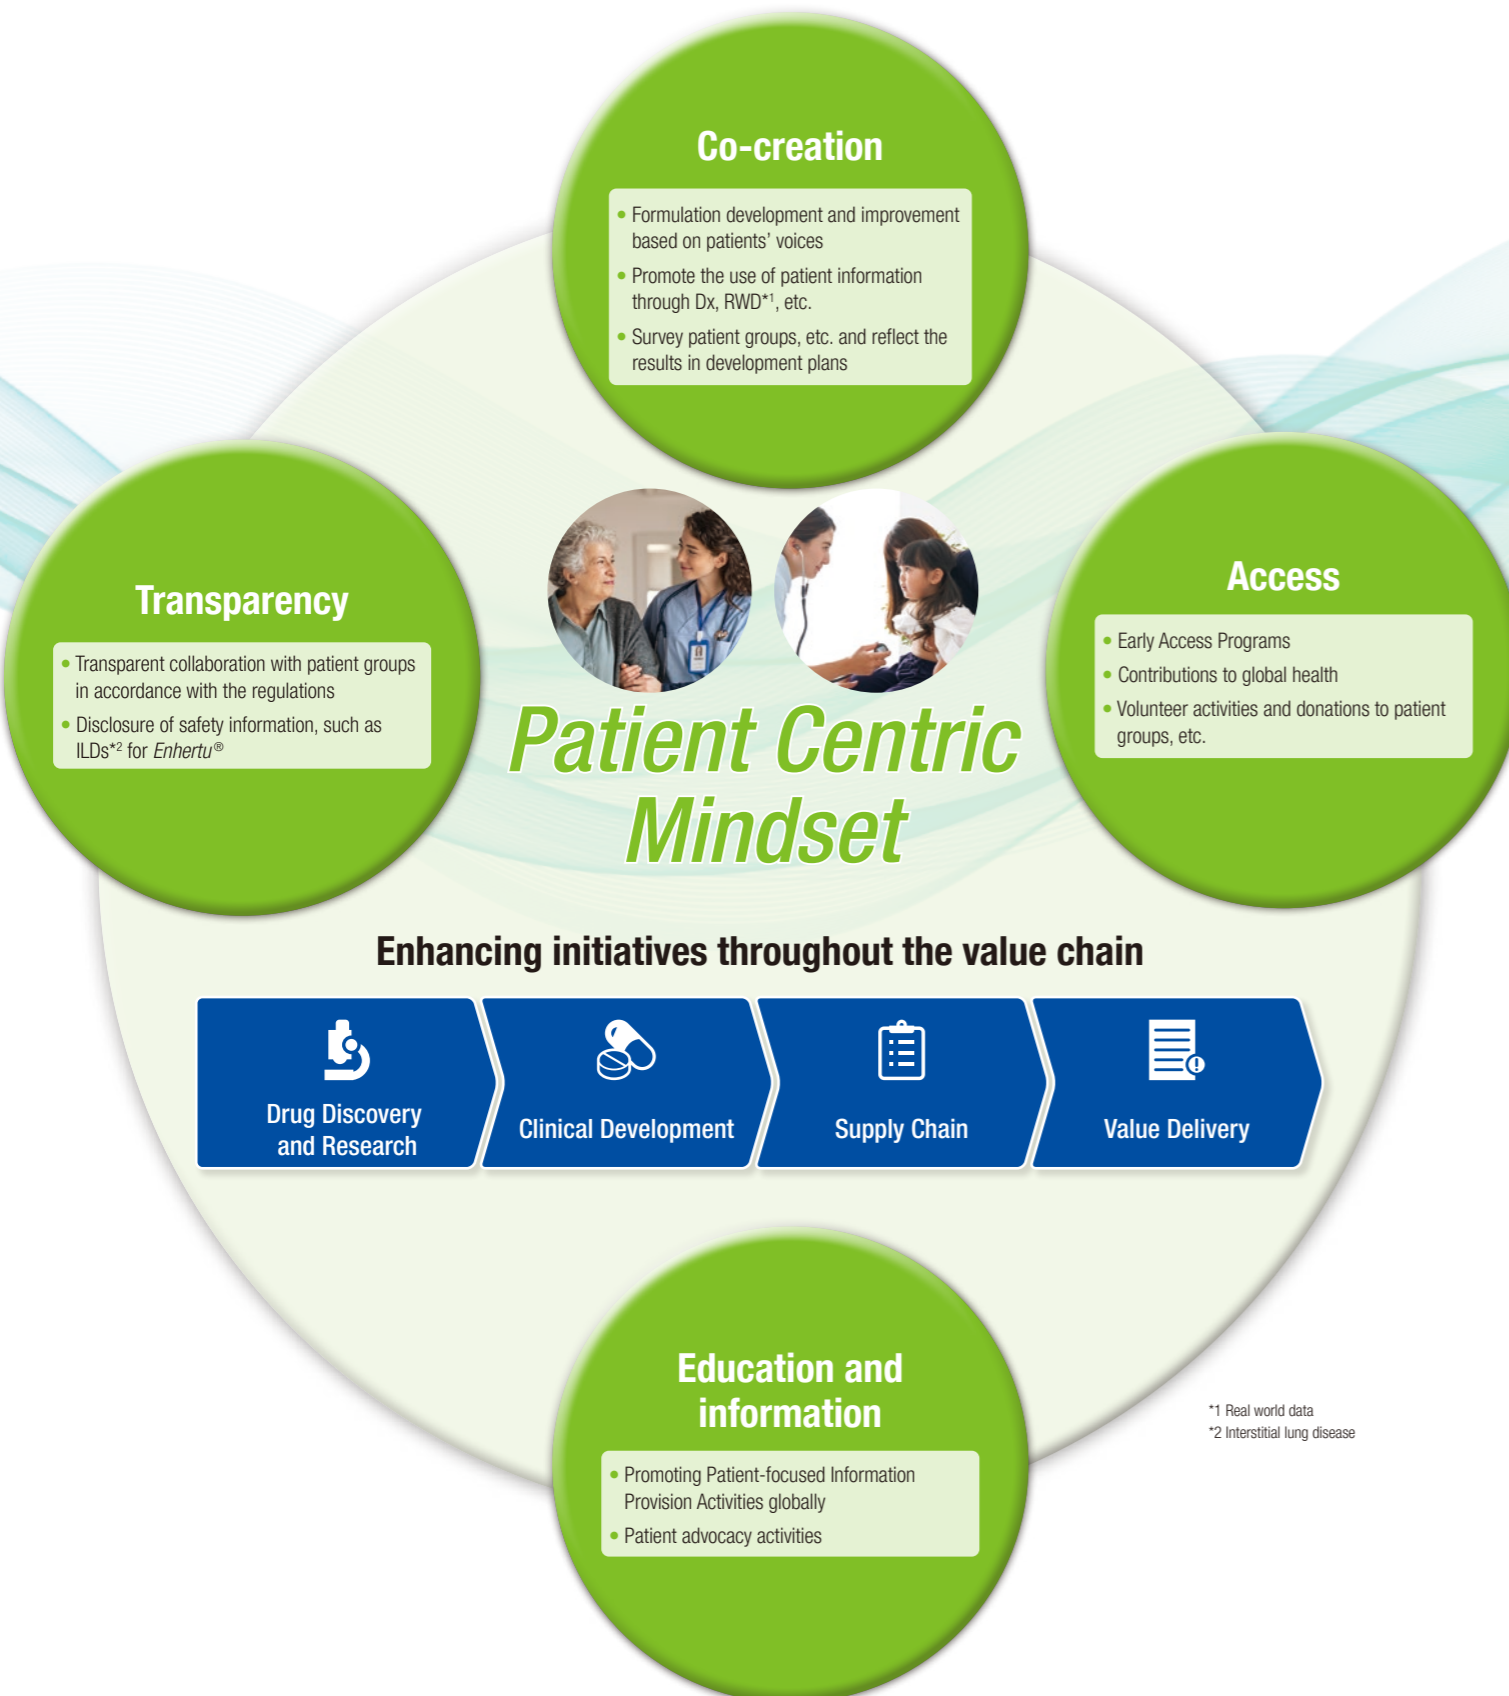 Co-creation
• Formulation development and improvement
based on patients' voices
• Promote the use of patient information
through Dx, RWD*1, etc.
• Survey patient groups, etc. and reflect the
results in development plans
Transparency
• Transparent collaboration with patient groups
in accordance with the regulations
• Disclosure of safety information, such as
ILDs*2 for Enhertu®
Access
• Early Access Programs
• Contributions to global health
• Volunteer activities and donations to patient
groups, etc.
Patient Centric
Mindset
Enhancing initiatives throughout the value chain
Drug Discovery
and Research
Clinical Development
Supply Chain
Value Delivery
Education and
information
• Promoting Patient-focused Information
Provision Activities globally
• Patient advocacy activities
*1 Real world data
*2 Interstitial lung disease